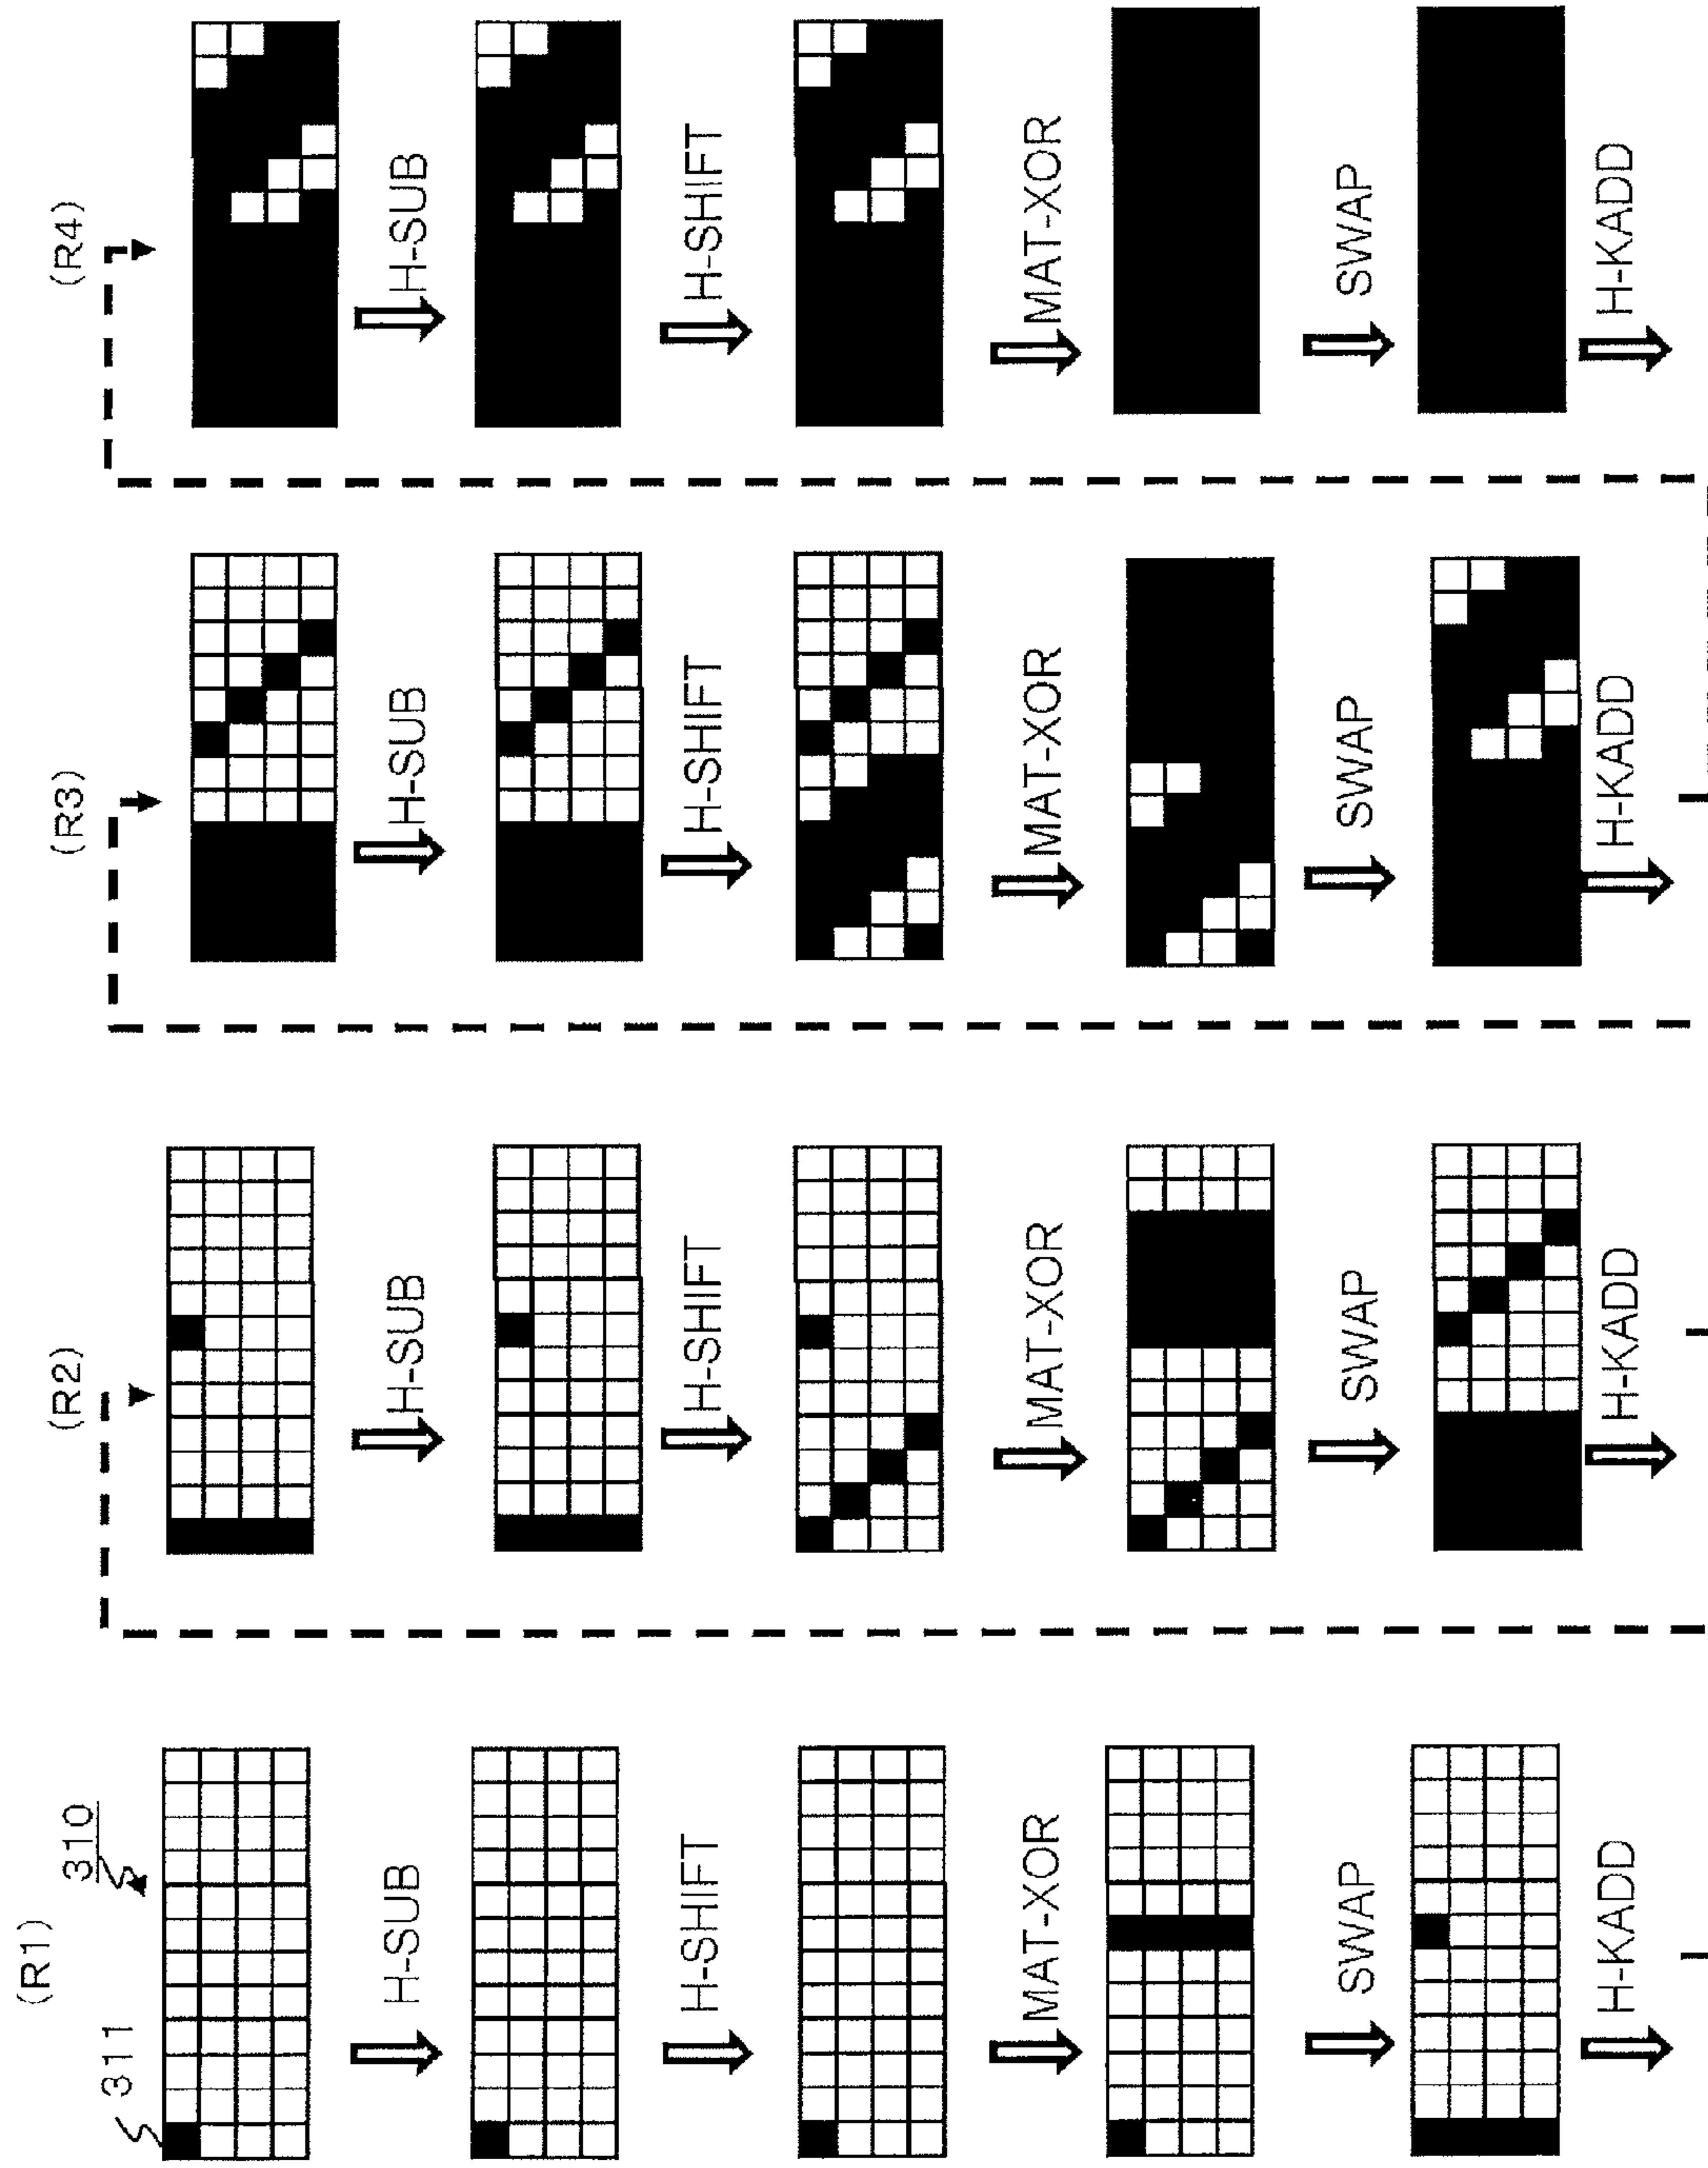 (R1)
311
310
H-SUB
H-SHIFT
MAT-XOR
SWAP
H-KADD
(R2)
H-SUB
H-SHIFT
MAT-XOR
SWAP
H-KADD
(R3)
H-SUB
H-SHIFT
MAT-XOR
SWAP
H-KADD
(R4)
H-SUB
H-SHIFT
MAT-XOR
SWAP
H-KADD